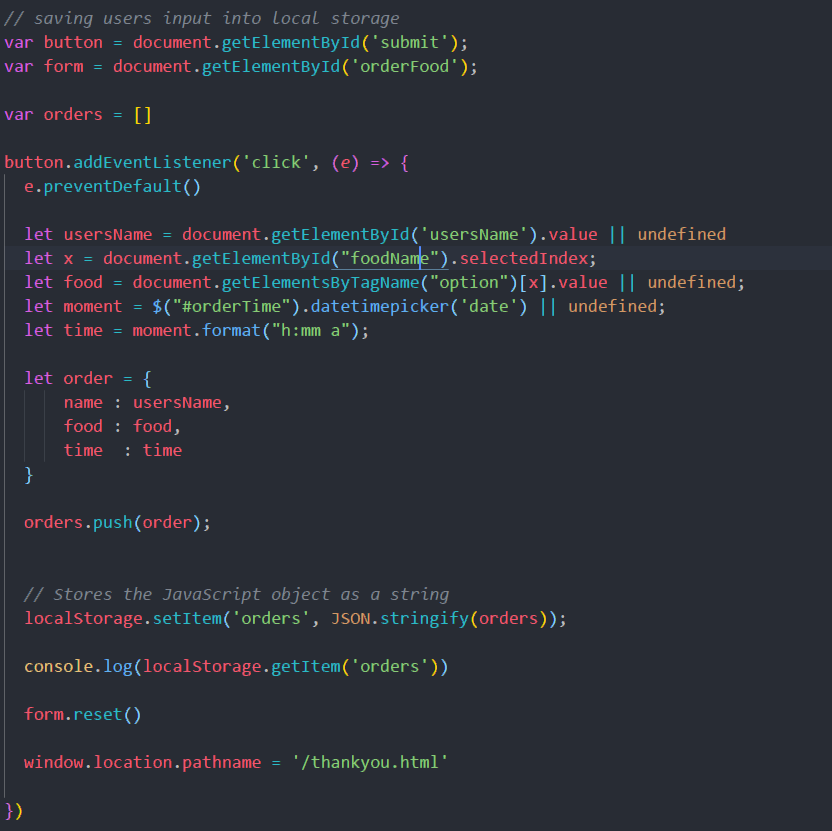 // saving users input into local storage
var button = document.getElementById('submit');
var form = document.getElementById('orderFood');
var orders = []
button.addEventListener('click', (e) => {
e.preventDefault()
let usersName = document.getElementById('usersName').value || undefined
let x = document.getElementById("foodName").selectedIndex;
let food = document.getElementsByTagName("option")[x].value || undefined;
let moment = $("#orderTime").datetimepicker('date') || undefined;
let time = moment.format("h:mm a");
let order = {
name : usersName,
food : food,
time  : time
}
orders.push(order);
// Stores the JavaScript object as a string
localStorage.setItem('orders', JSON.stringify(orders));
console.log(localStorage.getItem('orders'))
form.reset()
window.location.pathname = '/thankyou.html'
})